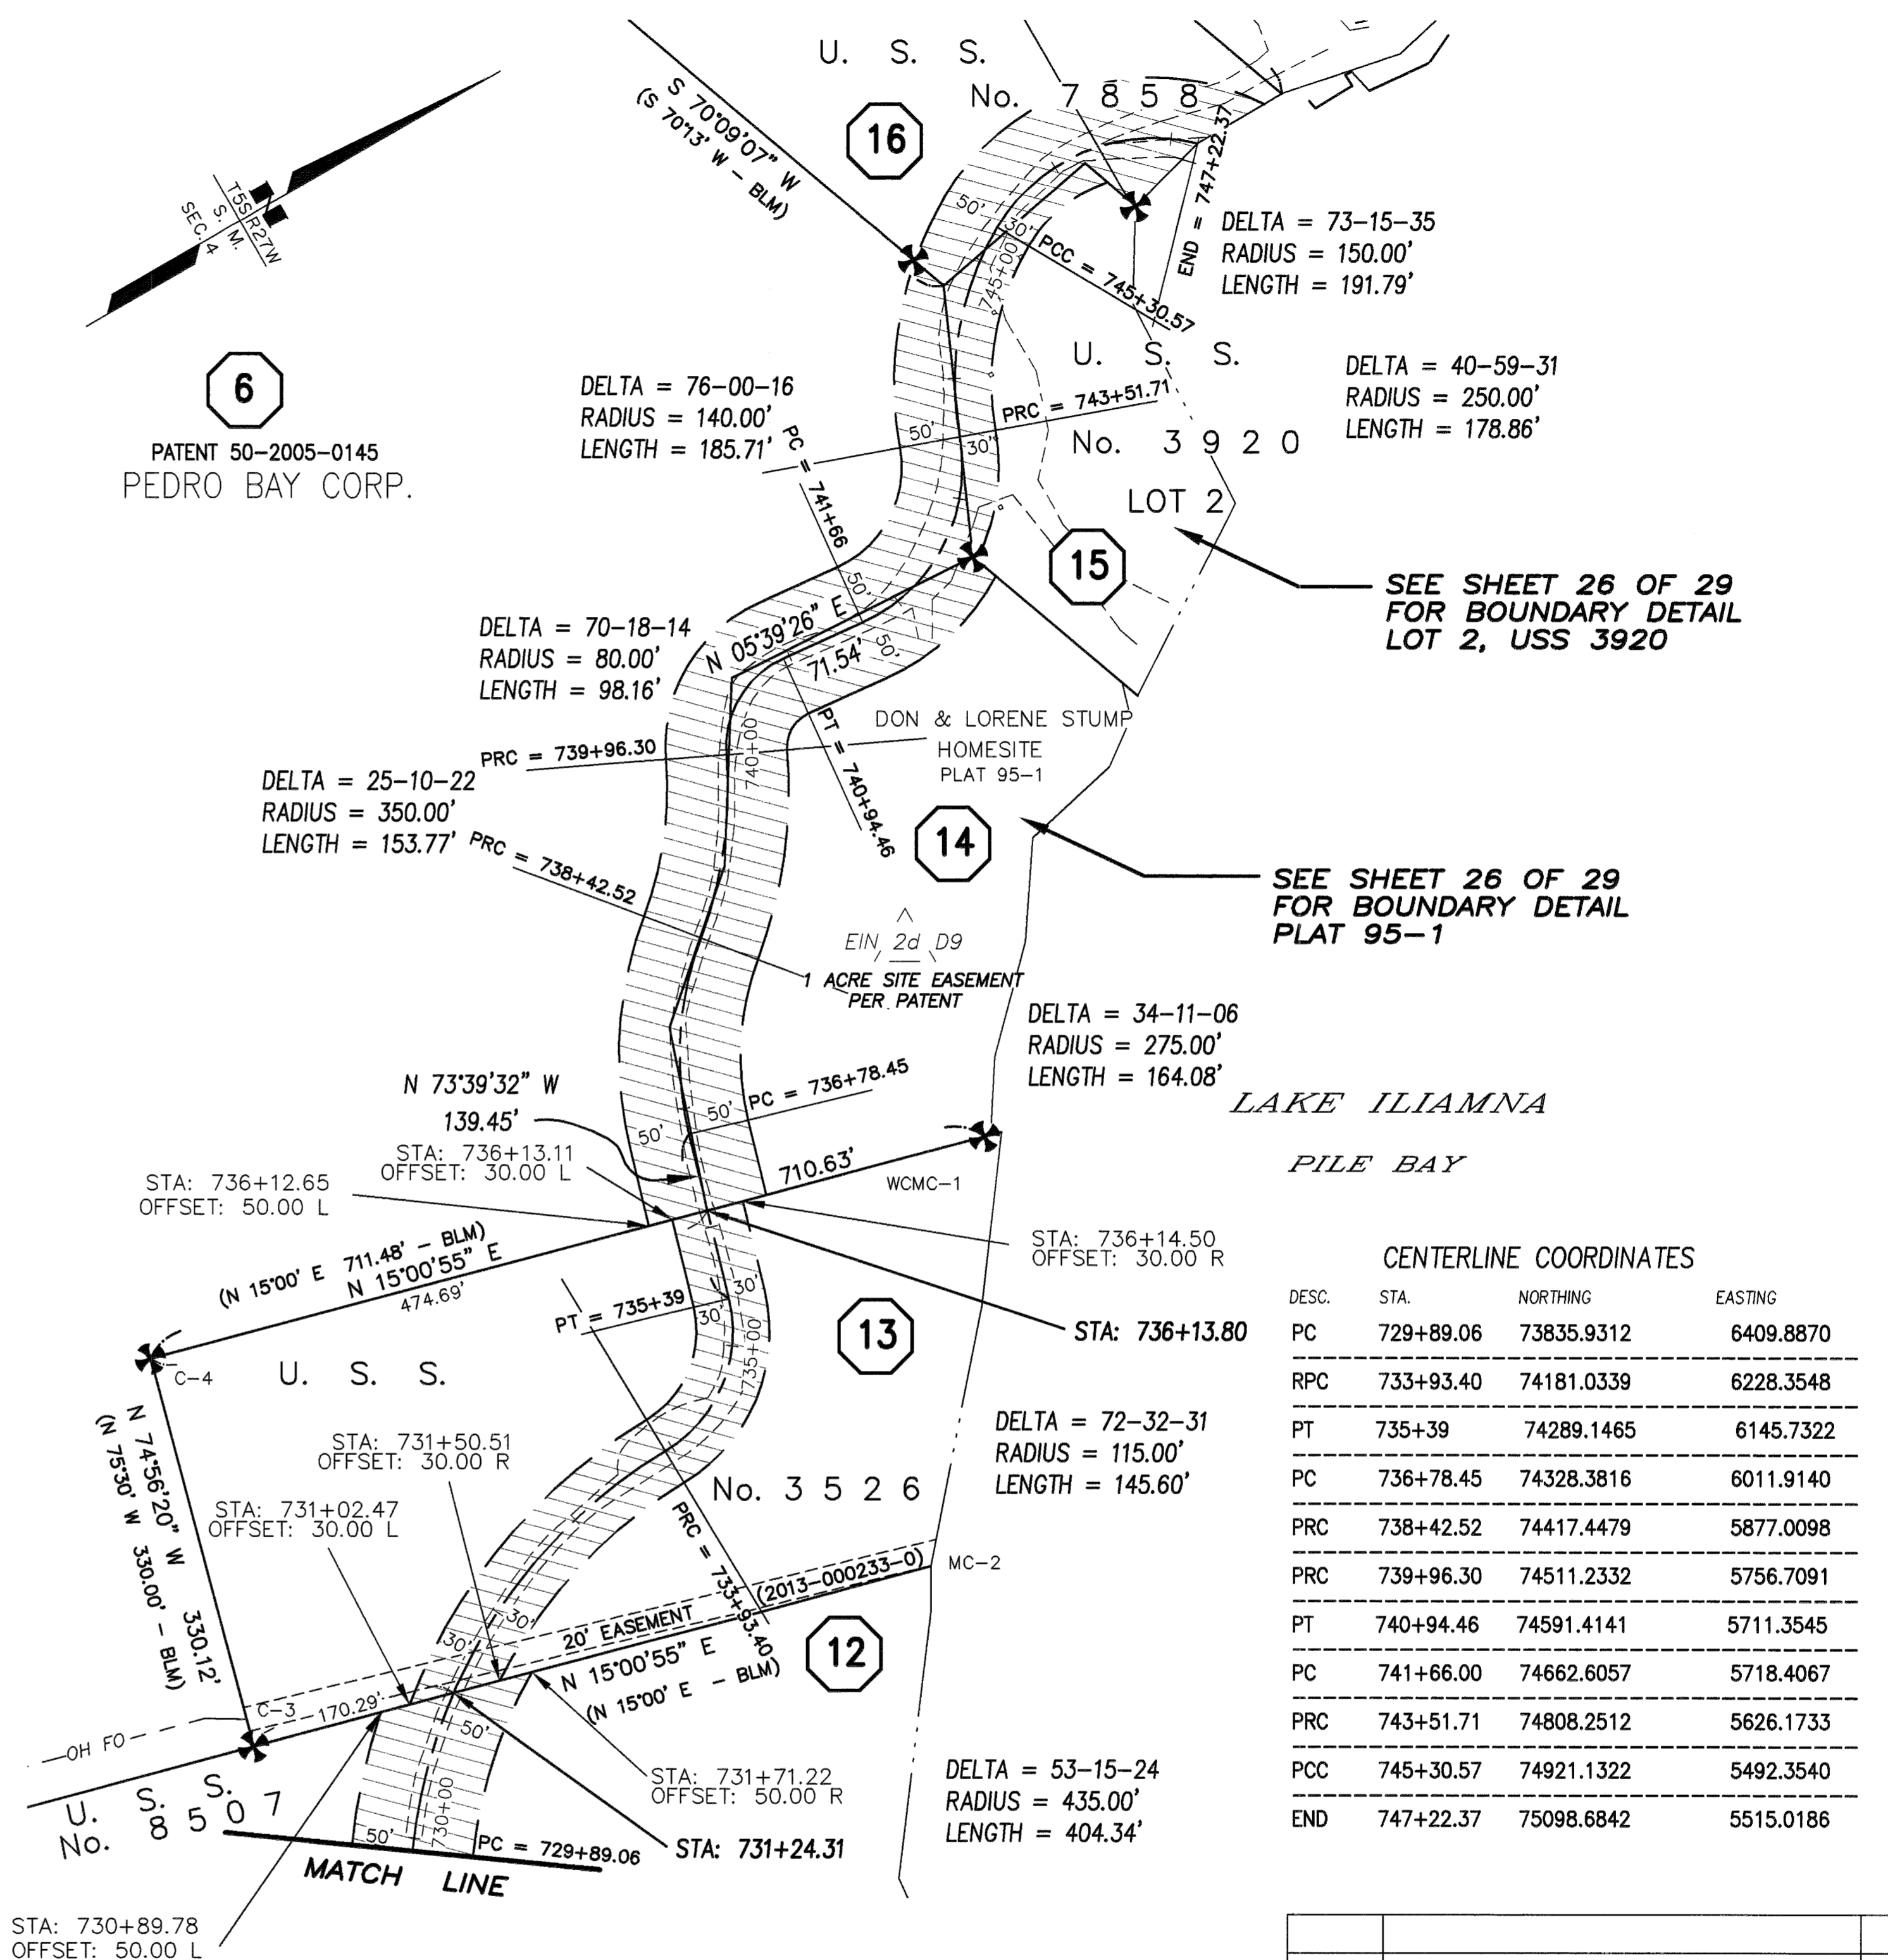 U. S. S.
No. 7 8 5 8
16
S 70°09'07" W
(S 70°13' W - BLM)
T5S R27W
S. M.
SEC. 4
6
PATENT 50-2005-0145
PEDRO BAY CORP.
50'
30'
745+00
PCC = 745+30.57
END = 747+22.37
DELTA = 73-15-35
RADIUS = 150.00'
LENGTH = 191.79'
U. S. S.
No. 3 9 2 0
LOT 2
DELTA = 40-59-31
RADIUS = 250.00'
LENGTH = 178.86'
DELTA = 76-00-16
RADIUS = 140.00'
LENGTH = 185.71'
PC = 741+66
PRC = 743+51.71
50'
30'
15
SEE SHEET 26 OF 29
FOR BOUNDARY DETAIL
LOT 2, USS 3920
DELTA = 70-18-14
RADIUS = 80.00'
LENGTH = 98.16'
N 05°39'26" E
71.54'
50'
50'
DON & LORENE STUMP
HOMESITE
PLAT 95-1
PRC = 739+96.30
740+00
PT = 740+94.46
DELTA = 25-10-22
RADIUS = 350.00'
LENGTH = 153.77'
PRC = 738+42.52
14
SEE SHEET 26 OF 29
FOR BOUNDARY DETAIL
PLAT 95-1
EIN 2d D9
1 ACRE SITE EASEMENT
PER PATENT
DELTA = 34-11-06
RADIUS = 275.00'
LENGTH = 164.08'
LAKE ILIAMNA
PILE BAY
N 73°39'32" W
139.45'
PC = 736+78.45
50'
50'
STA: 736+13.11
OFFSET: 30.00 L
STA: 736+12.65
OFFSET: 50.00 L
710.63'
WCMC-1
STA: 736+14.50
OFFSET: 30.00 R
(N 15°00' E 711.48' - BLM)
N 15°00'55" E
474.69'
PT = 735+39
30'
30'
735+00
13
STA: 736+13.80
C-4
U. S. S.
No. 3 5 2 6
N 74°56'20" W 330.12'
(N 75°30' W 330.00' - BLM)
STA: 731+50.51
OFFSET: 30.00 R
STA: 731+02.47
OFFSET: 30.00 L
DELTA = 72-32-31
RADIUS = 115.00'
LENGTH = 145.60'
PRC = 733+93.40
MC-2
20' EASEMENT (2013-000233-0)
N 15°00'55" E
(N 15°00' E - BLM)
12
30'
30'
C-3
170.29'
OH FO
50'
U. S. S.
No. 8 5 0 7
STA: 731+71.22
OFFSET: 50.00 R
STA: 731+24.31
DELTA = 53-15-24
RADIUS = 435.00'
LENGTH = 404.34'
50'
730+00
PC = 729+89.06
MATCH LINE
STA: 730+89.78
OFFSET: 50.00 L
CENTERLINE COORDINATES
DESC. STA. NORTHING EASTING
PC 729+89.06 73835.9312 6409.8870
RPC 733+93.40 74181.0339 6228.3548
PT 735+39 74289.1465 6145.7322
PC 736+78.45 74328.3816 6011.9140
PRC 738+42.52 74417.4479 5877.0098
PRC 739+96.30 74511.2332 5756.7091
PT 740+94.46 74591.4141 5711.3545
PC 741+66.00 74662.6057 5718.4067
PRC 743+51.71 74808.2512 5626.1733
PCC 745+30.57 74921.1322 5492.3540
END 747+22.37 75098.6842 5515.0186